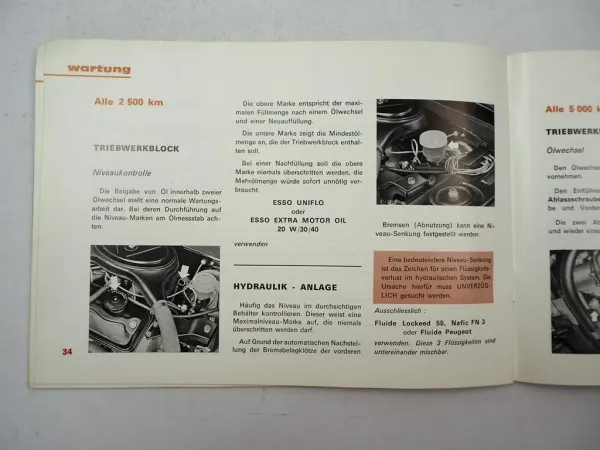 wartung
Alle 2 500 km
TRIEBWERKBLOCK
Niveaukontrolle
Die Beigabe von Öl innerhalb zweier
Ölwechsel stellt eine normale Wartungs-
arbeit dar. Bei deren Durchführung auf
die Niveau-Marken am Ölmessstab ach-
ten.
34
Die obere Marke entspricht der maxi-
malen Füllmenge nach einem Ölwechsel
und einer Neuauffüllung.
Die untere Marke zeigt die Mindestöl-
menge an, die der Triebwerkblock enthal-
ten soll.
Bei einer Nachfüllung soll die obere
Marke niemals überschritten werden, die
Mehrölmenge würde sofort unnötig ver-
braucht.
ESSO UNIFLO
oder
ESSO EXTRA MOTOR OIL
20 W/30/40
verwenden
HYDRAULIK - ANLAGE
Häufig das Niveau im durchsichtigen
Behälter kontrollieren. Dieser weist eine
Maximalniveau-Marke auf, die niemals
überschritten werden darf.
Auf Grund der automatischen Nachstel-
lung der Bremsbelagklötze der vorderen
Bremsen (Abnutzung) kann eine Ni-
veau-Senkung festgestellt werden.
Eine bedeutendere Niveau-Senkung
ist das Zeichen für einen Flüssigkeits-
verlust im hydraulischen System. Die
Ursache hierfür muss UNVERZÜG-
LICH gesucht werden.
Ausschliesslich :
Fluide Lockeed 55, Nafic FN 3
oder Fluide Peugeot
verwenden. Diese 3 Flüssigkeiten sind
untereinander mischbar.
Alle 5 000 k
TRIEBWERK
Ölwechsel
Den Ölwechse
vornehmen.
Den Einfüllve
Ablassschraube
be und Vorde
Die zwei Ab
und wieder ein